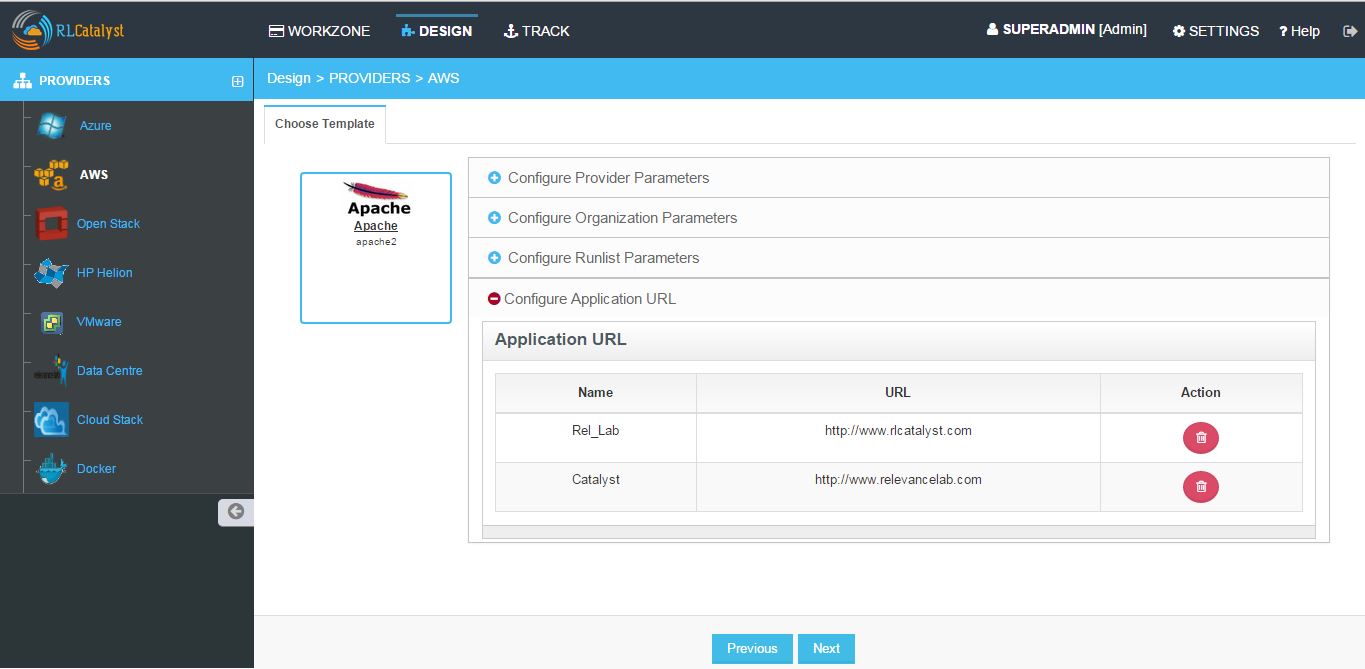 RLCatalyst
WORKZONE
DESIGN
TRACK
SUPERADMIN [Admin]
SETTINGS
? Help
PROVIDERS
Design > PROVIDERS > AWS
Azure
AWS
Open Stack
HP Helion
VMware
Data Centre
Cloud Stack
Docker
Choose Template
Apache
Apache
apache2
Configure Provider Parameters
Configure Organization Parameters
Configure Runlist Parameters
Configure Application URL
Application URL
Name URL Action
Rel_Lab http://www.rlcatalyst.com
Catalyst http://www.relevancelab.com
Previous Next